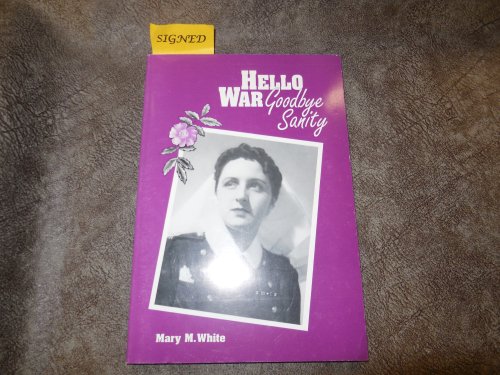 SIGNED
HELLO
WAR Goodbye
Sanity
Mary M. White